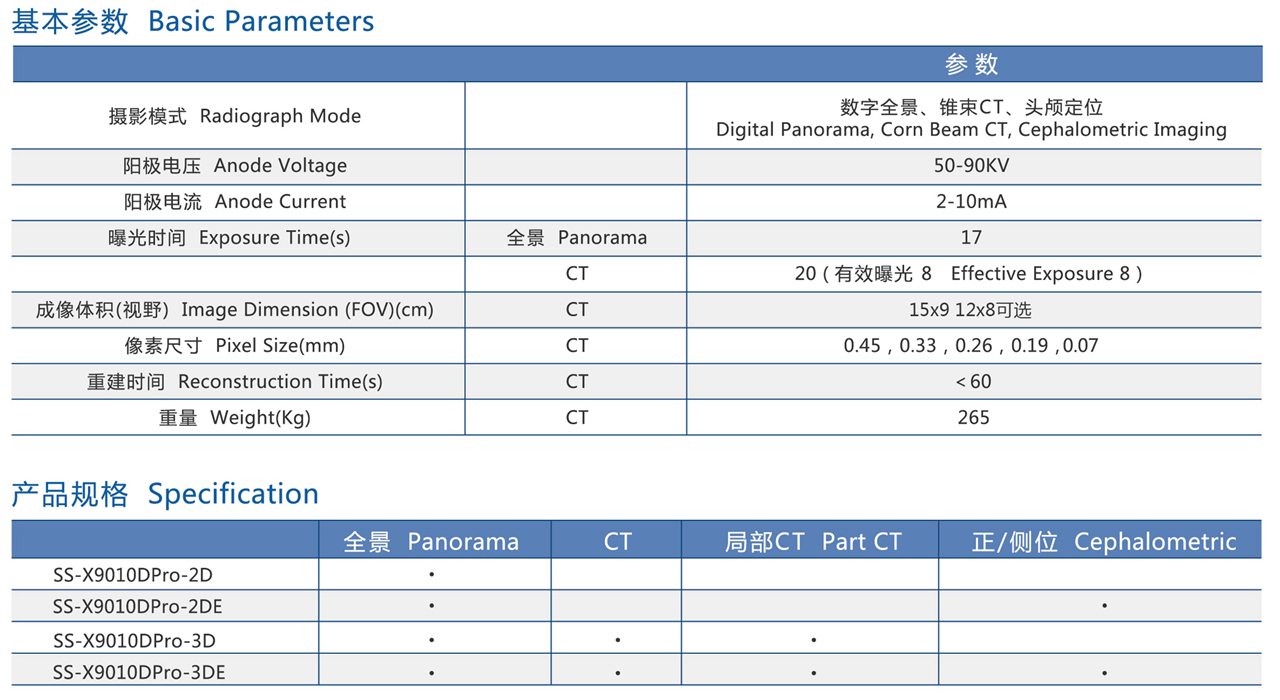 基本参数 Basic Parameters
参 数
摄影模式 Radiograph Mode
数字全景、锥束CT、头颅定位
Digital Panorama, Corn Beam CT, Cephalometric Imaging
阳极电压 Anode Voltage 50-90KV
阳极电流 Anode Current 2-10mA
曝光时间 Exposure Time(s) 全景 Panorama 17
CT 20 ( 有效曝光 8 Effective Exposure 8 )
成像体积(视野) Image Dimension (FOV)(cm) CT 15x9 12x8可选
像素尺寸 Pixel Size(mm) CT 0.45 , 0.33 , 0.26 , 0.19 ,0.07
重建时间 Reconstruction Time(s) CT < 60
重量 Weight(Kg) CT 265
产品规格 Specification
全景 Panorama CT 局部CT Part CT 正/侧位 Cephalometric
SS-X9010DPro-2D •
SS-X9010DPro-2DE • •
SS-X9010DPro-3D • • •
SS-X9010DPro-3DE • • • •